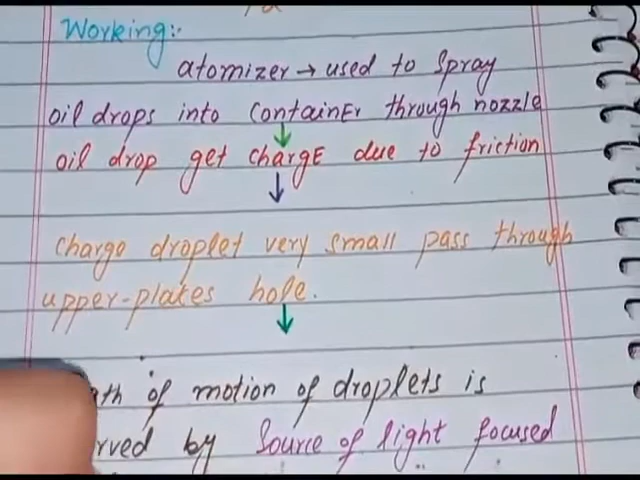 Working:-
atomizer → used to Spray
oil drops into ContainEr through nozzle
oil drop get chargE due to friction
charge droplet very small pass through
upper-plates hole.
of motion of droplets is
by Source of light focused